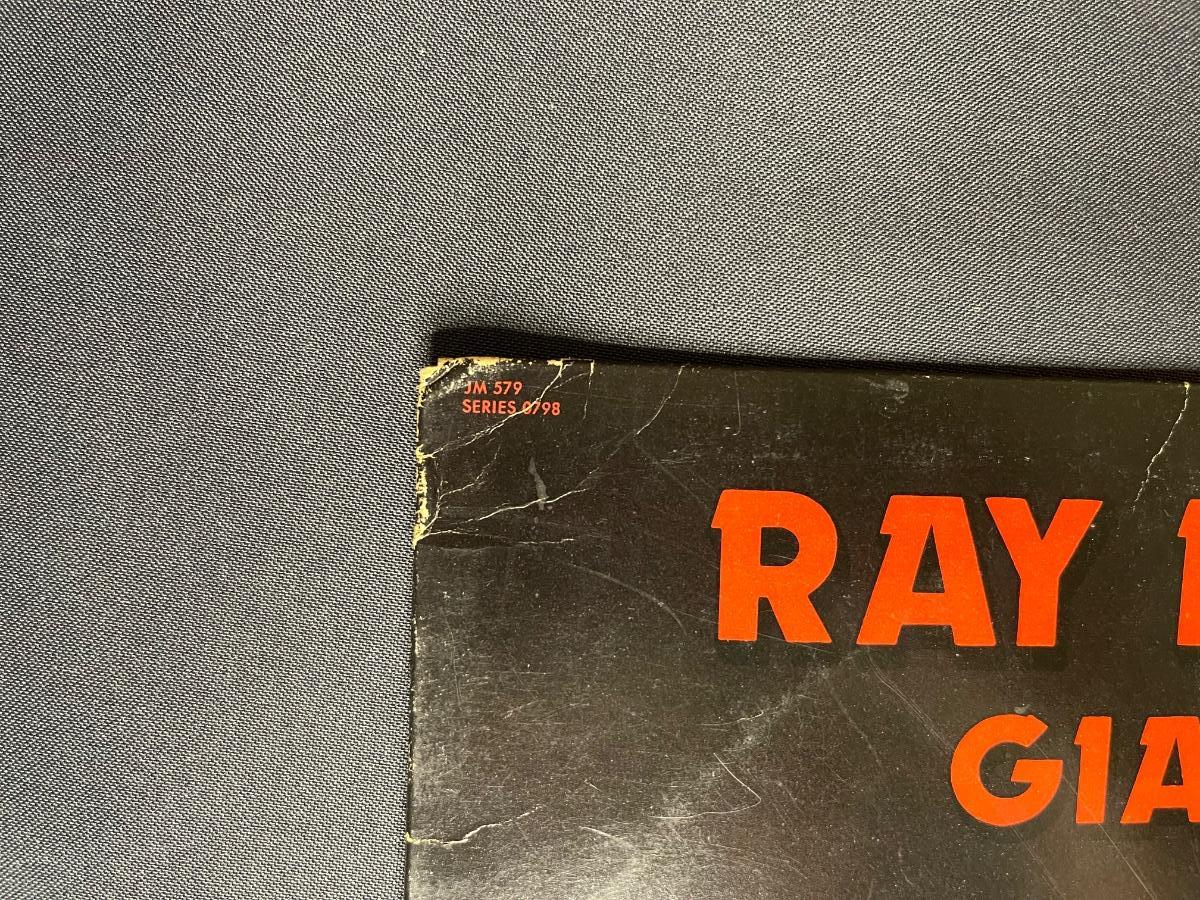 JM 579
SERIES 0798
RAY
GIA